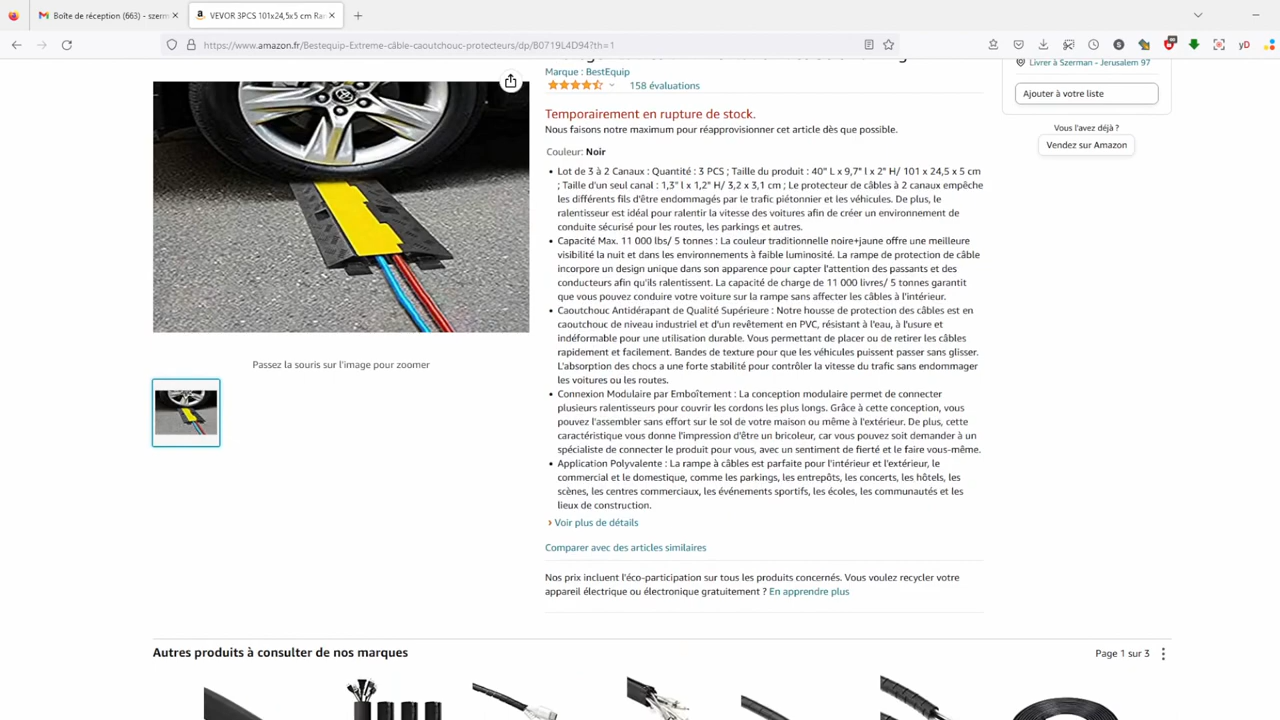 Boîte de réception (663) – szerm
VEVOR 3PCS 101x24,5x5 cm Ran
https://www.amazon.fr/Bestequip-Extreme-câble-caoutchouc-protecteurs/dp/B0719L4D94?th=1
yD
Marque : BestEquip
158 évaluations
Temporairement en rupture de stock.
Nous faisons notre maximum pour réapprovisionner cet article dès que possible.
Couleur: Noir
• Lot de 3 à 2 Canaux : Quantité : 3 PCS ; Taille du produit : 40" L x 9,7" l x 2" H/ 101 x 24,5 x 5 cm
; Taille d'un seul canal : 1,3" l x 1,2" H/ 3,2 x 3,1 cm ; Le protecteur de câbles à 2 canaux empêche
les différents fils d'être endommagés par le trafic piétonnier et les véhicules. De plus, le
ralentisseur est idéal pour ralentir la vitesse des voitures afin de créer un environnement de
conduite sécurisé pour les routes, les parkings et autres.
• Capacité Max. 11 000 lbs/ 5 tonnes : La couleur traditionnelle noire+jaune offre une meilleure
visibilité la nuit et dans les environnements à faible luminosité. La rampe de protection de câble
incorpore un design unique dans son apparence pour capter l'attention des passants et des
conducteurs afin qu'ils ralentissent. La capacité de charge de 11 000 livres/ 5 tonnes garantit
que vous pouvez conduire votre voiture sur la rampe sans affecter les câbles à l'intérieur.
• Caoutchouc Antidérapant de Qualité Supérieure : Notre housse de protection des câbles est en
caoutchouc de niveau industriel et d'un revêtement en PVC, résistant à l'eau, à l'usure et
indéformable pour une utilisation durable. Vous permettant de placer ou de retirer les câbles
rapidement et facilement. Bandes de texture pour que les véhicules puissent passer sans glisser.
L'absorption des chocs a une forte stabilité pour contrôler la vitesse du trafic sans endommager
les voitures ou les routes.
• Connexion Modulaire par Emboîtement : La conception modulaire permet de connecter
plusieurs ralentisseurs pour couvrir les cordons les plus longs. Grâce à cette conception, vous
pouvez l'assembler sans effort sur le sol de votre maison ou même à l'extérieur. De plus, cette
caractéristique vous donne l'impression d'être un bricoleur, car vous pouvez soit demander à un
spécialiste de connecter le produit pour vous, avec un sentiment de fierté et le faire vous-même.
• Application Polyvalente : La rampe à câbles est parfaite pour l'intérieur et l'extérieur, le
commercial et le domestique, comme les parkings, les entrepôts, les concerts, les hôtels, les
scènes, les centres commerciaux, les événements sportifs, les écoles, les communautés et les
lieux de construction.
› Voir plus de détails
Comparer avec des articles similaires
Nos prix incluent l'éco-participation sur tous les produits concernés. Vous voulez recycler votre
appareil électrique ou électronique gratuitement ? En apprendre plus
Livrer à Szerman - Jerusalem 97
Ajouter à votre liste
Vous l'avez déjà ?
Vendez sur Amazon
Passez la souris sur l'image pour zoomer
Autres produits à consulter de nos marques
Page 1 sur 3